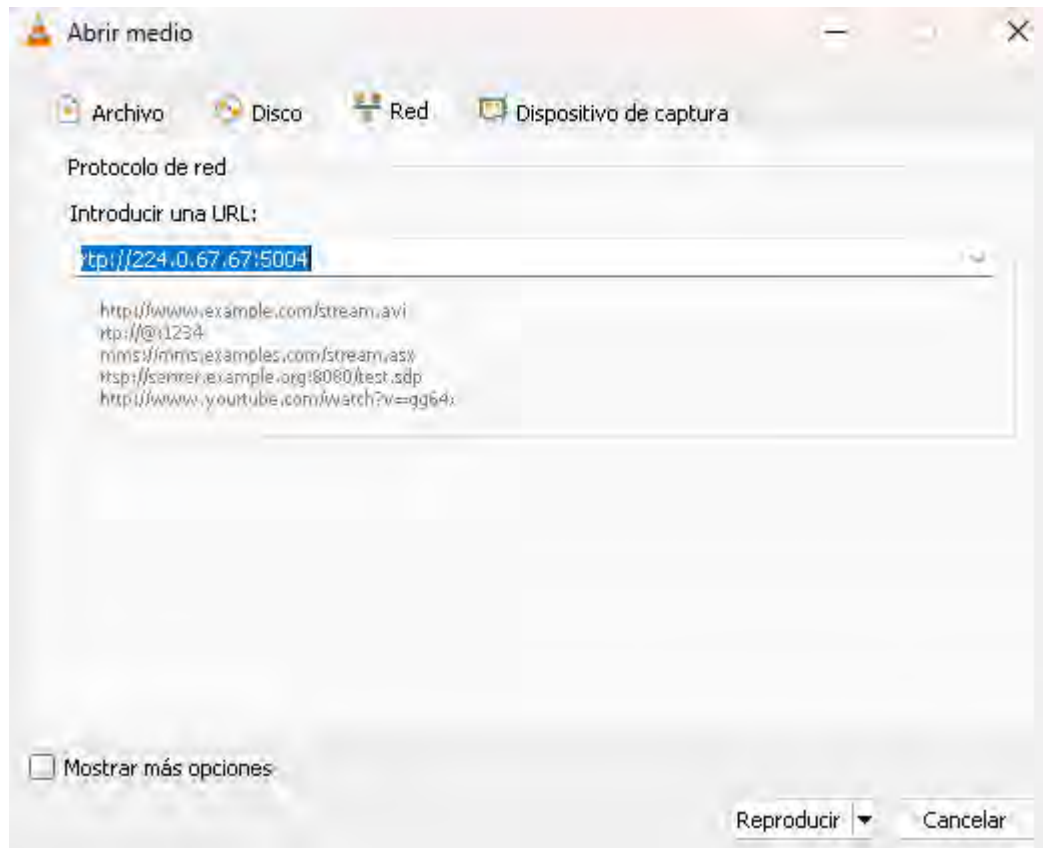 Abrir medio
Archivo Disco Red Dispositivo de captura
Protocolo de red
Introducir una URL:
rtp://224.0.67.67:5004
http://www.example.com/stream.avi
rtp://@:1234
mms://mms.examples.com/stream.asx
rtsp://server.example.org:8080/test.sdp
http://www.yourtube.com/watch?v=gg64x
Mostrar más opciones
Reproducir Cancelar